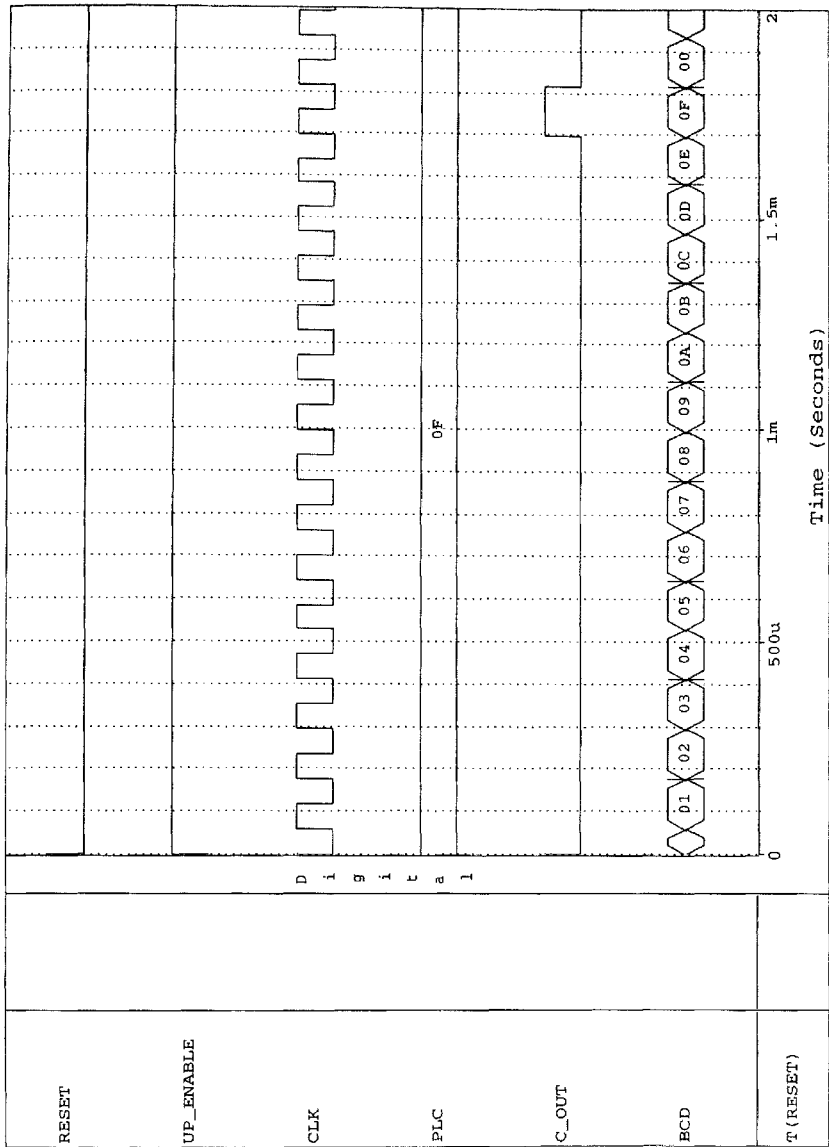 RESET
UP_ENABLE
CLK
PLC
C_OUT
BCD
T(RESET)
Digital
0F
01 02 03 04 05 06 07 08 09 0A 0B 0C 0D 0E 0F 00
0 500u 1m 1.5m 2
Time (Seconds)